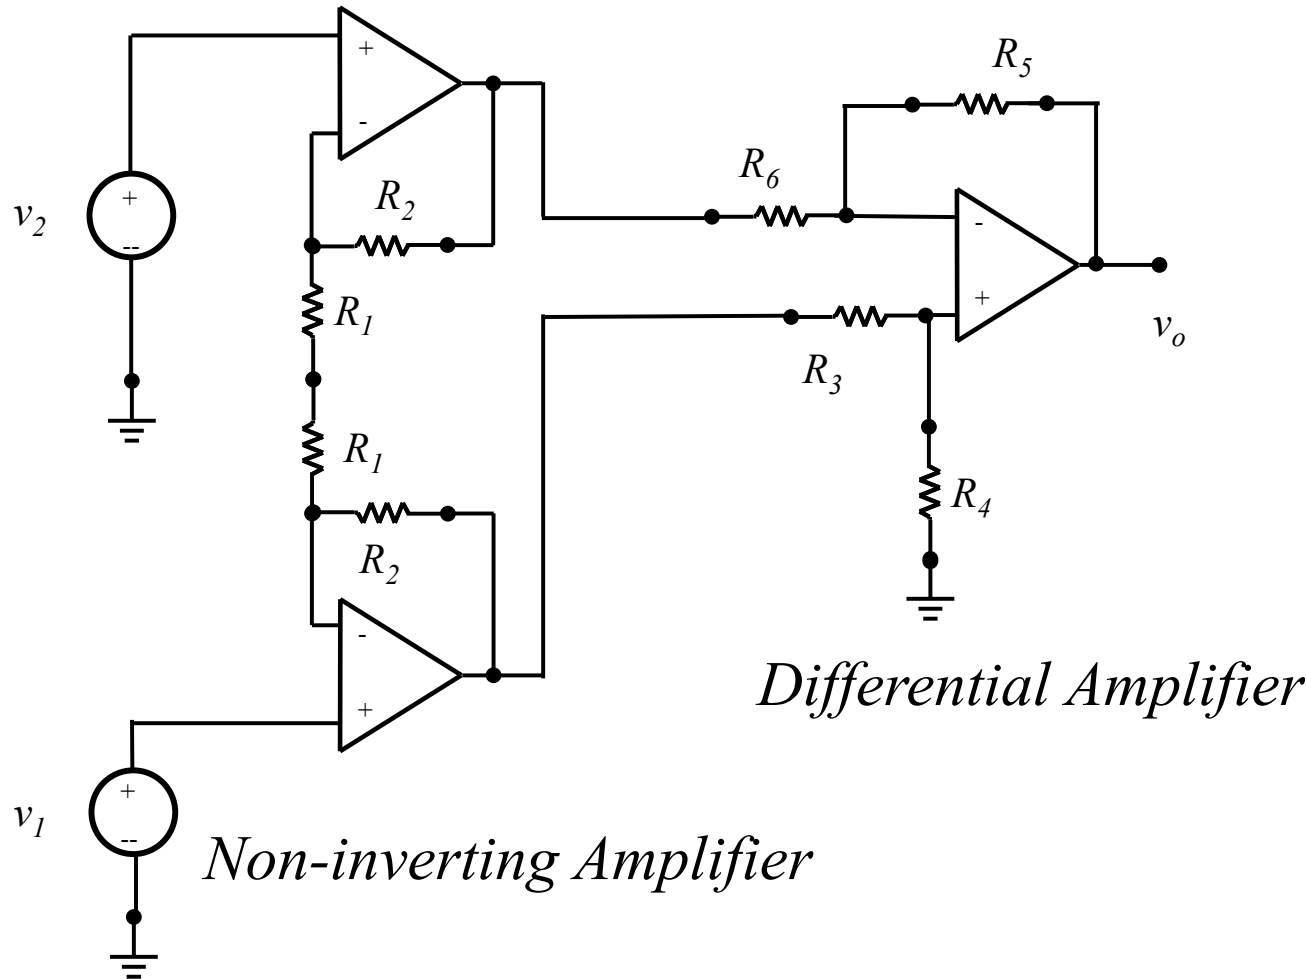 +
-
R5
R6
R2
v2
+
--
-
+
R1
vo
R3
R1
R4
R2
-
+
Differential Amplifier
v1
+
--
Non-inverting Amplifier